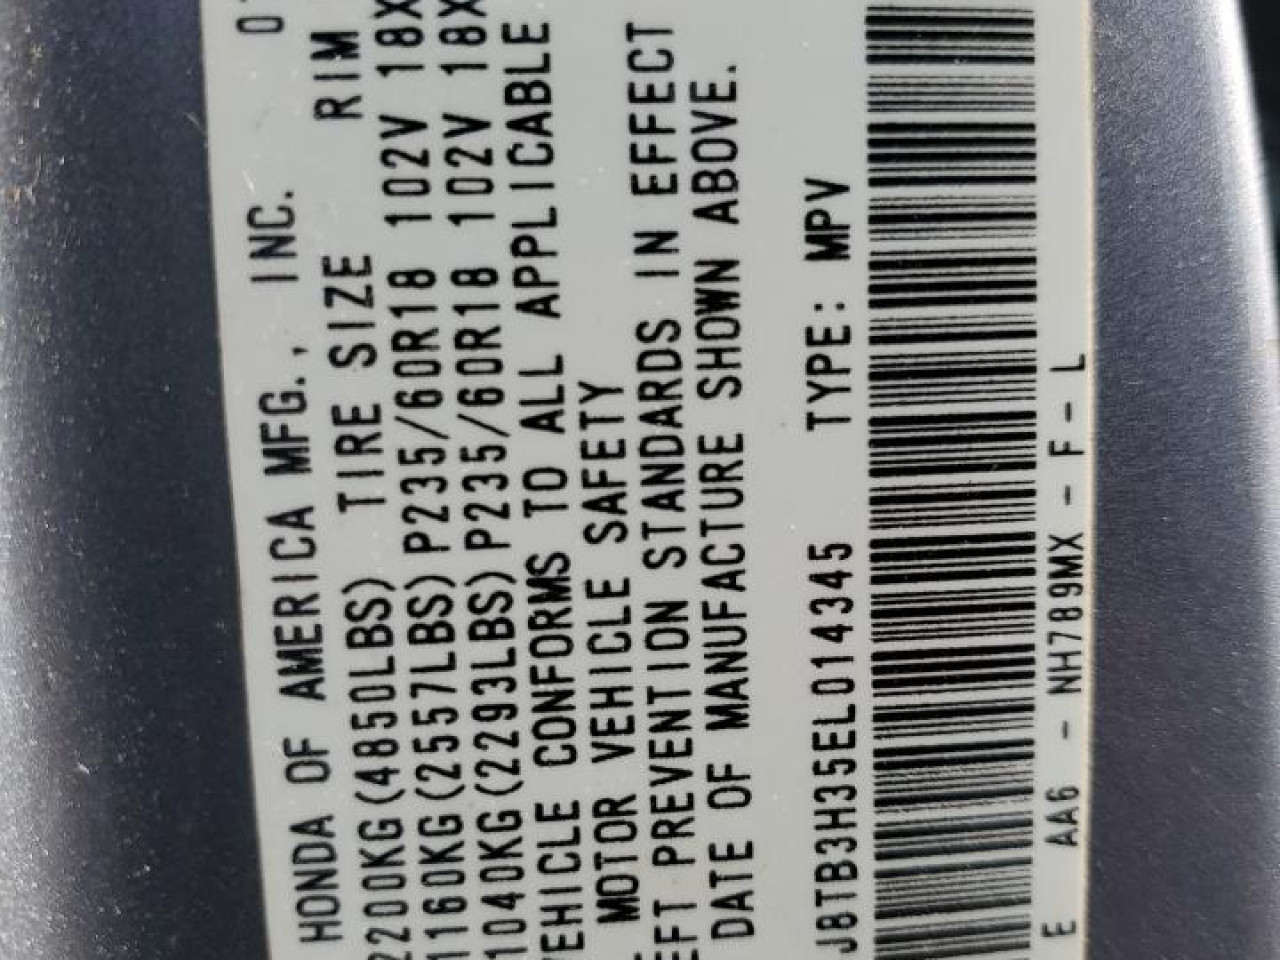 HONDA OF AMERICA MFG., INC. 0
TIRE SIZE RIM
2200KG(4850LBS)
1160KG(2557LBS) P235/60R18 102V 18X
1040KG(2293LBS) P235/60R18 102V 18X
VEHICLE CONFORMS TO ALL APPLICABLE
MOTOR VEHICLE SAFETY
EFT PREVENTION STANDARDS IN EFFECT
DATE OF MANUFACTURE SHOWN ABOVE.
J8TB3H35EL014345 TYPE: MPV
E AA6 - NH789MX - F - L